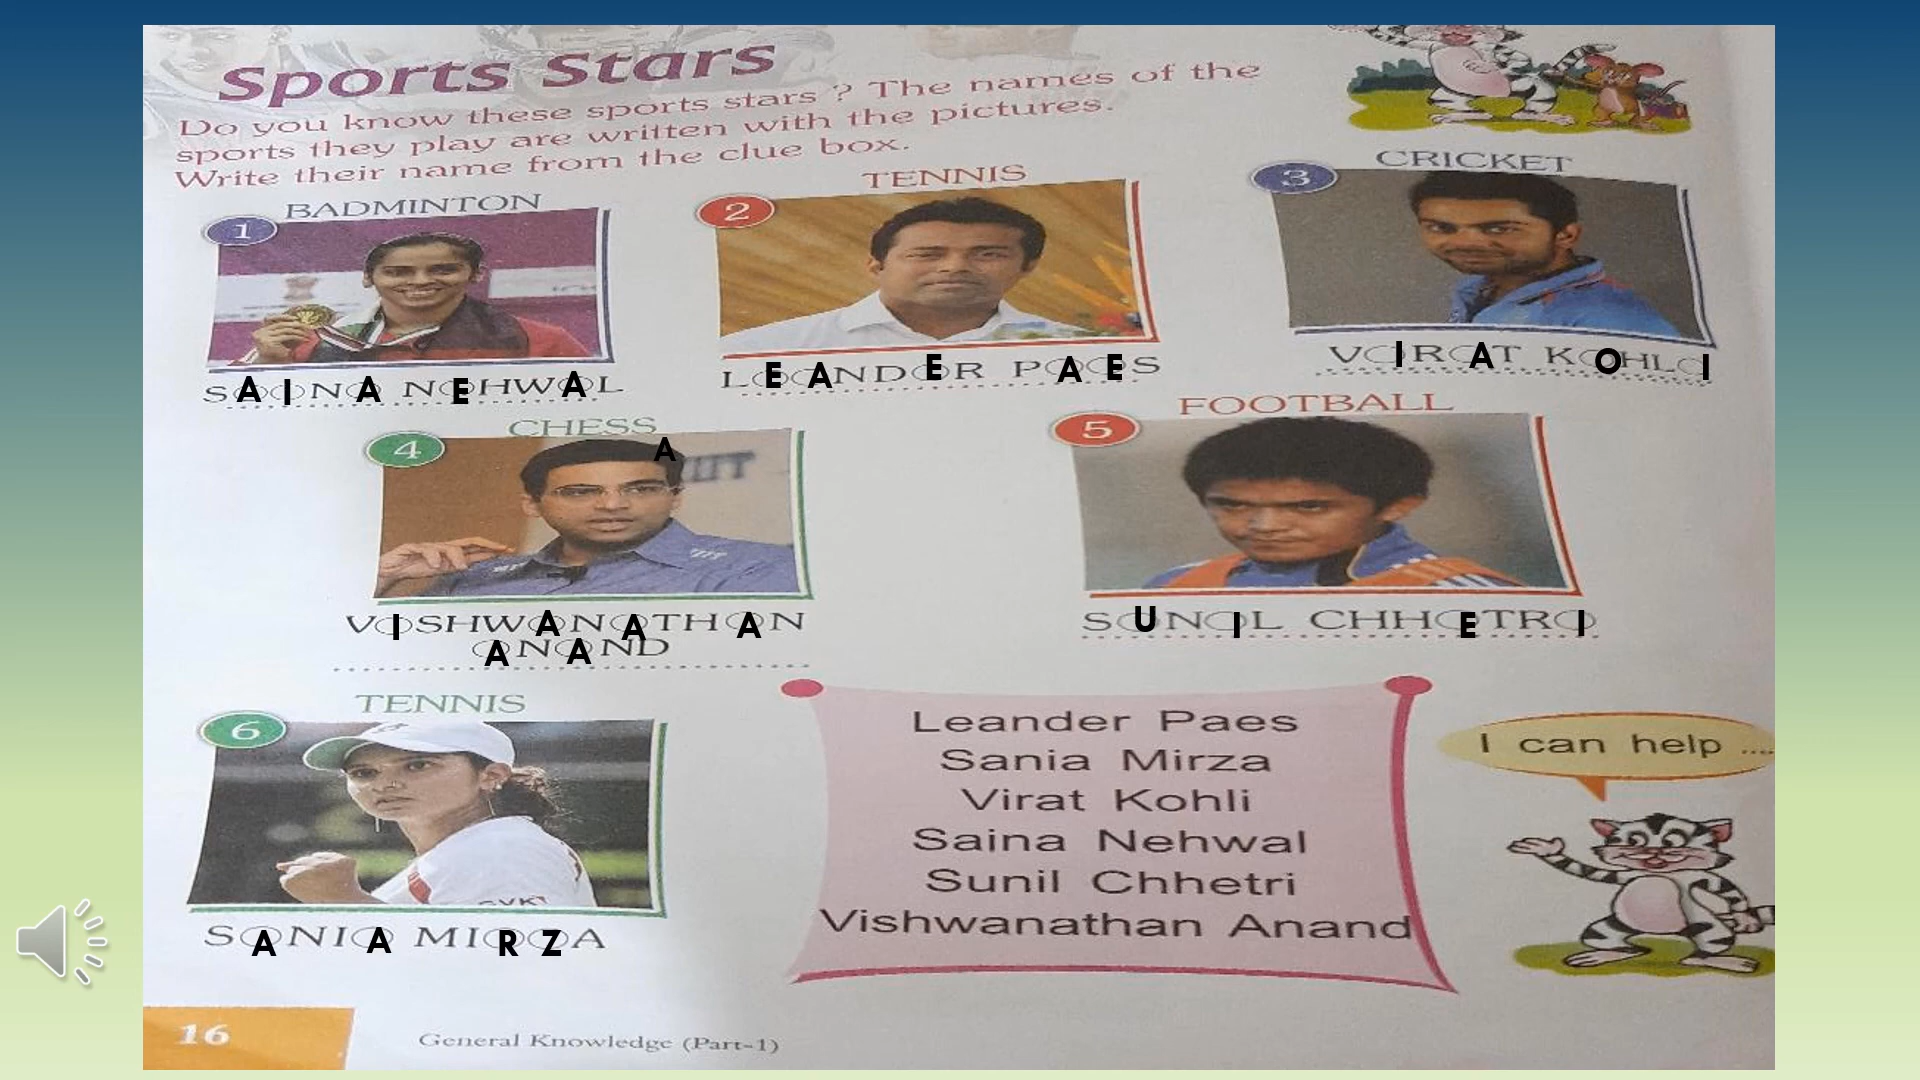 Sports Stars
Do you know these sports stars ? The names of the
sports they play are written with the pictures.
Write their name from the clue box.
1 BADMINTON
2 TENNIS
3 CRICKET
SAINA NEHWAL
LEANDER PAES
VIRAT KOHLI
4 CHESS
A
5 FOOTBALL
VISHWANATHAN
ANAND
SUNIL CHHETRI
6 TENNIS
SANIA MIRZA
Leander Paes
Sania Mirza
Virat Kohli
Saina Nehwal
Sunil Chhetri
Vishwanathan Anand
I can help ....
16
General Knowledge (Part-1)